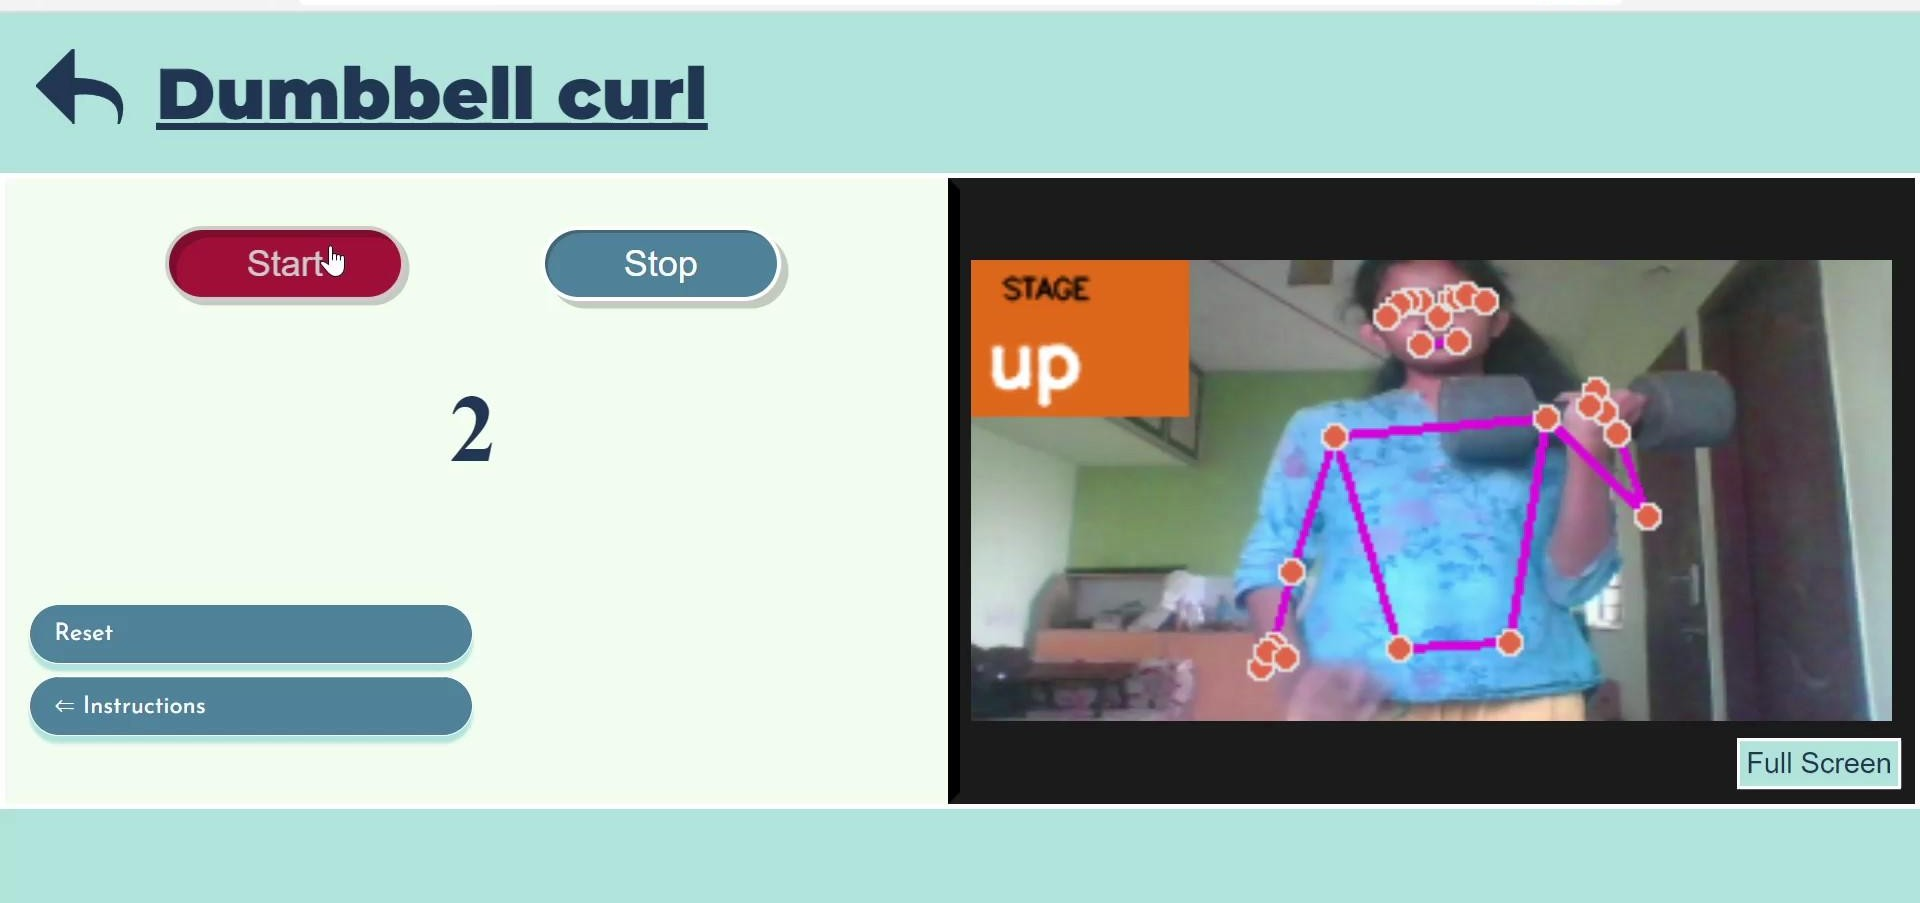 Dumbbell curl
Start
Stop
2
Reset
⇐ Instructions
STAGE
up
Full Screen